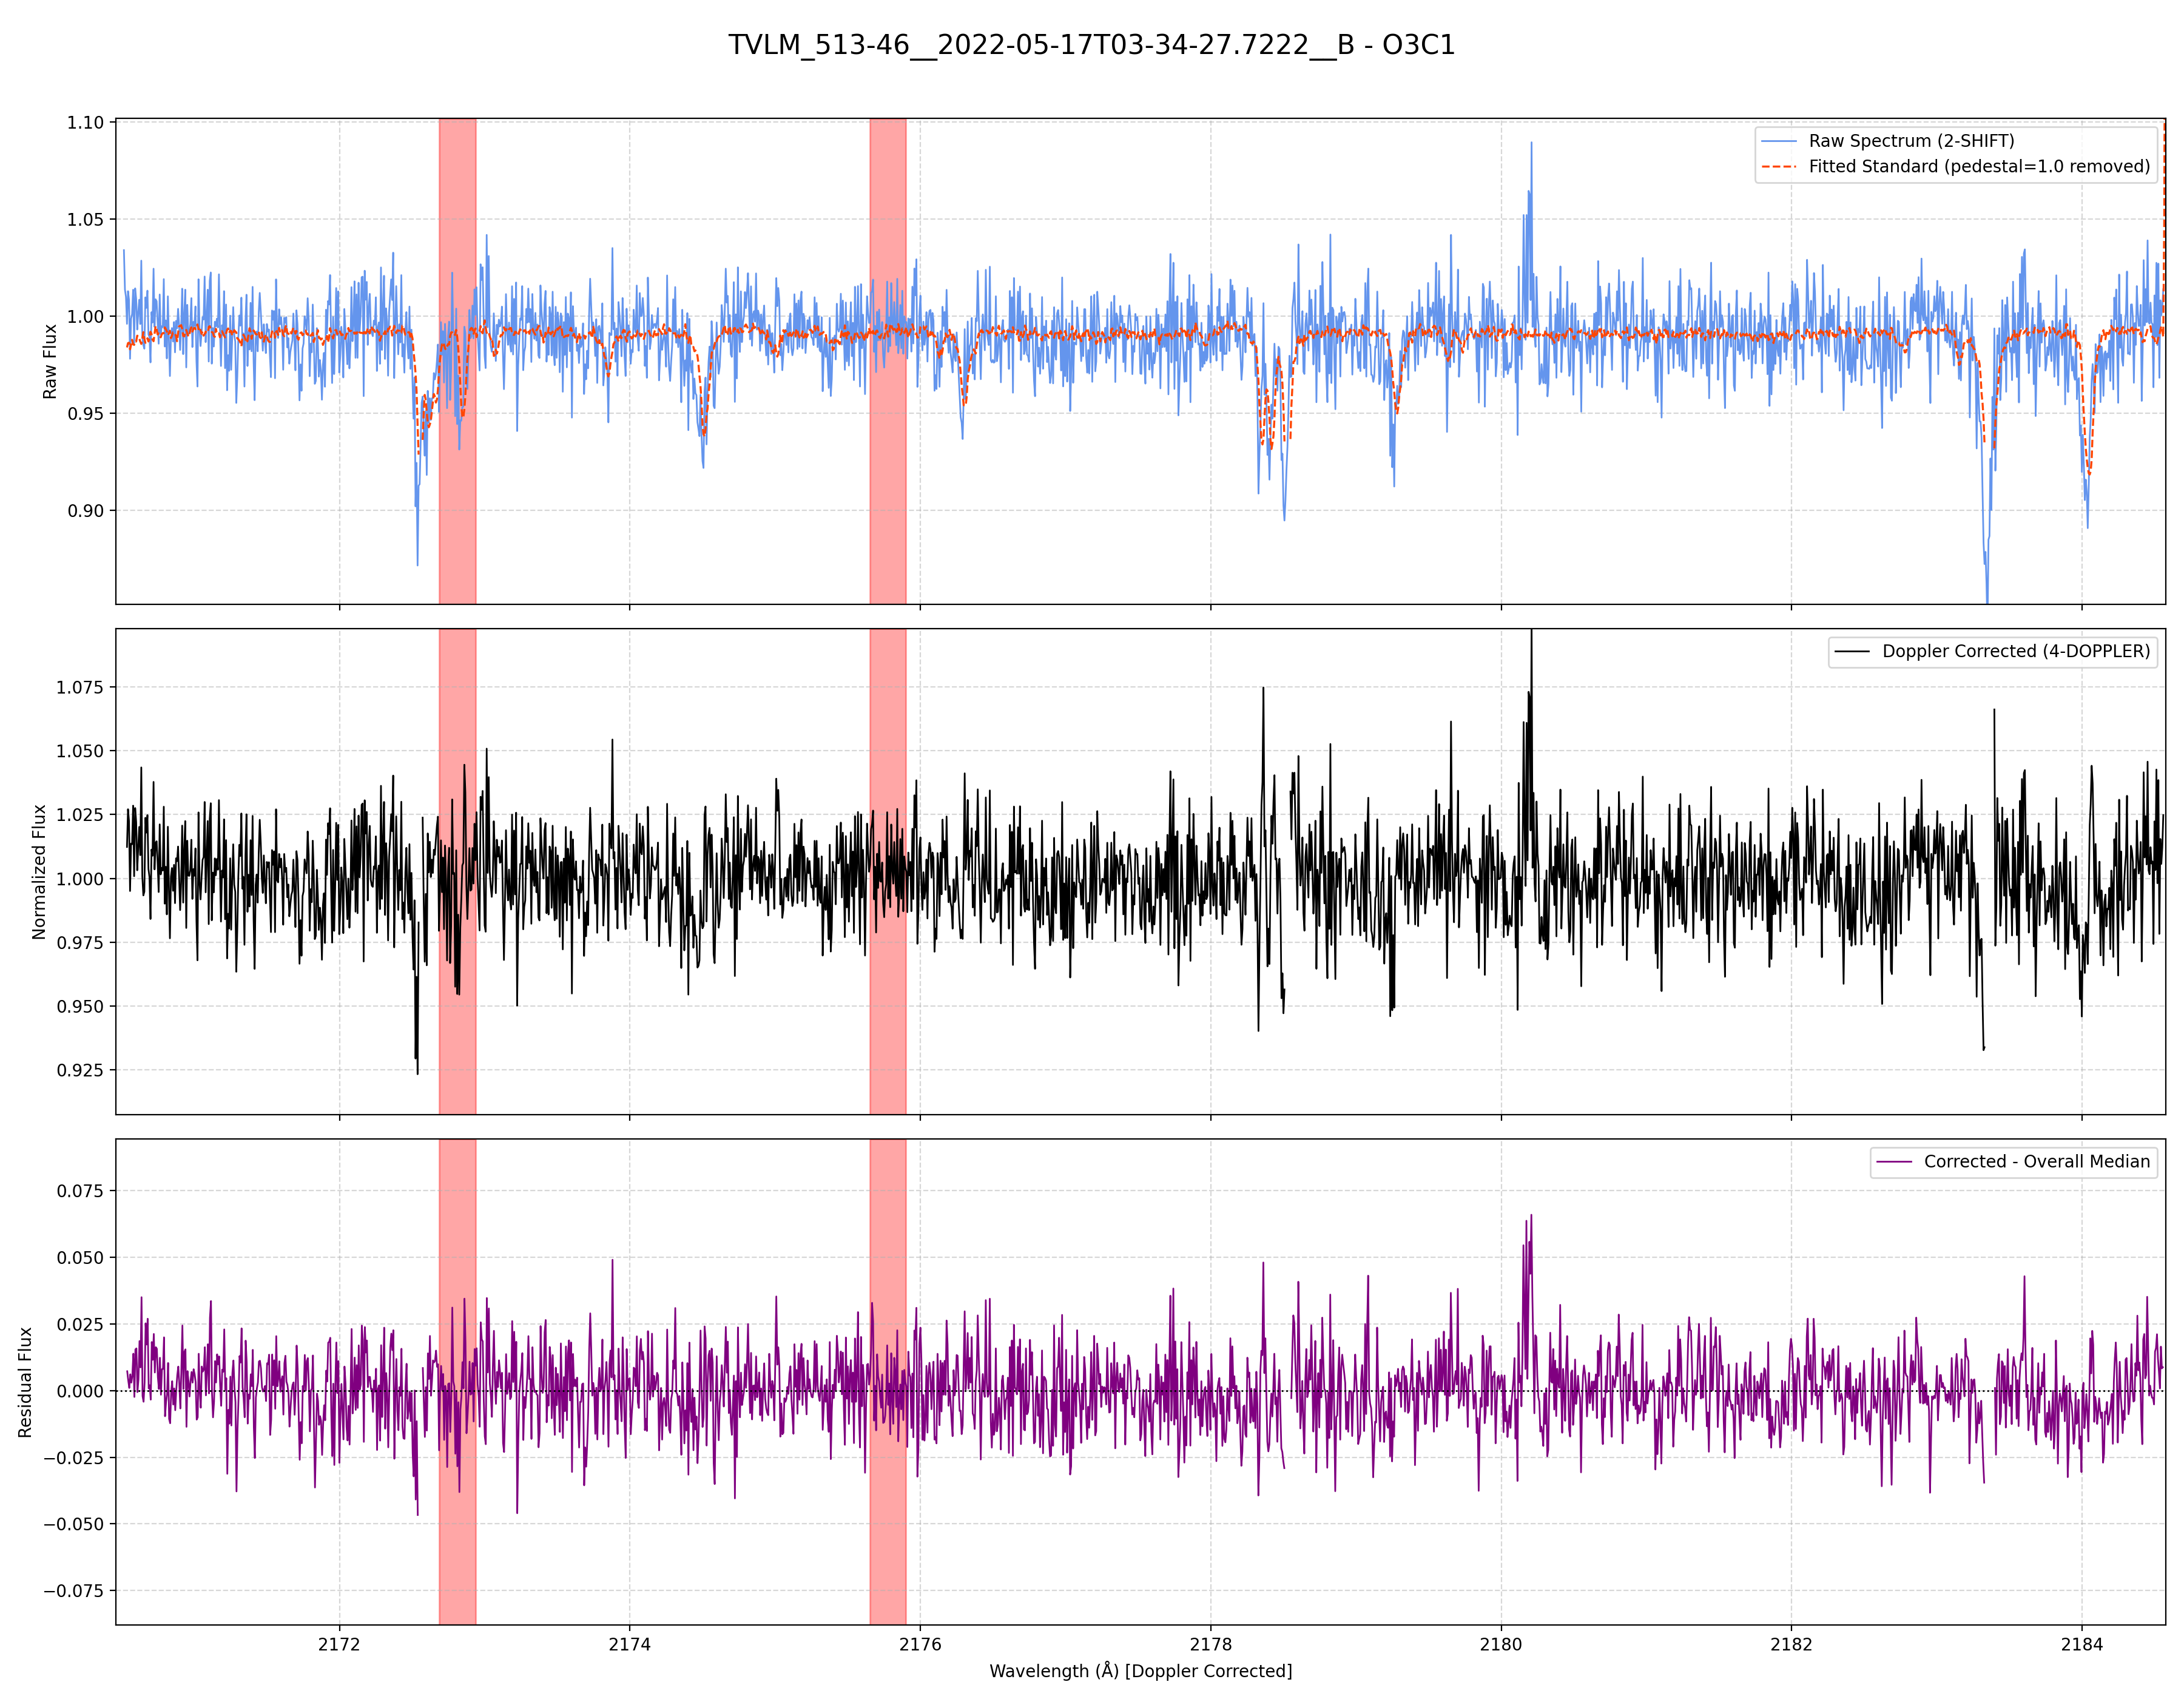 TVLM_513-46__2022-05-17T03-34-27.7222__B - O3C1
1.10
1.05
1.00
0.95
0.90
Raw Flux
Raw Spectrum (2-SHIFT)
Fitted Standard (pedestal=1.0 removed)
1.075
1.050
1.025
1.000
0.975
0.950
0.925
Normalized Flux
Doppler Corrected (4-DOPPLER)
0.075
0.050
0.025
0.000
−0.025
−0.050
−0.075
Residual Flux
Corrected - Overall Median
2172 2174 2176 2178 2180 2182 2184
Wavelength (Å) [Doppler Corrected]